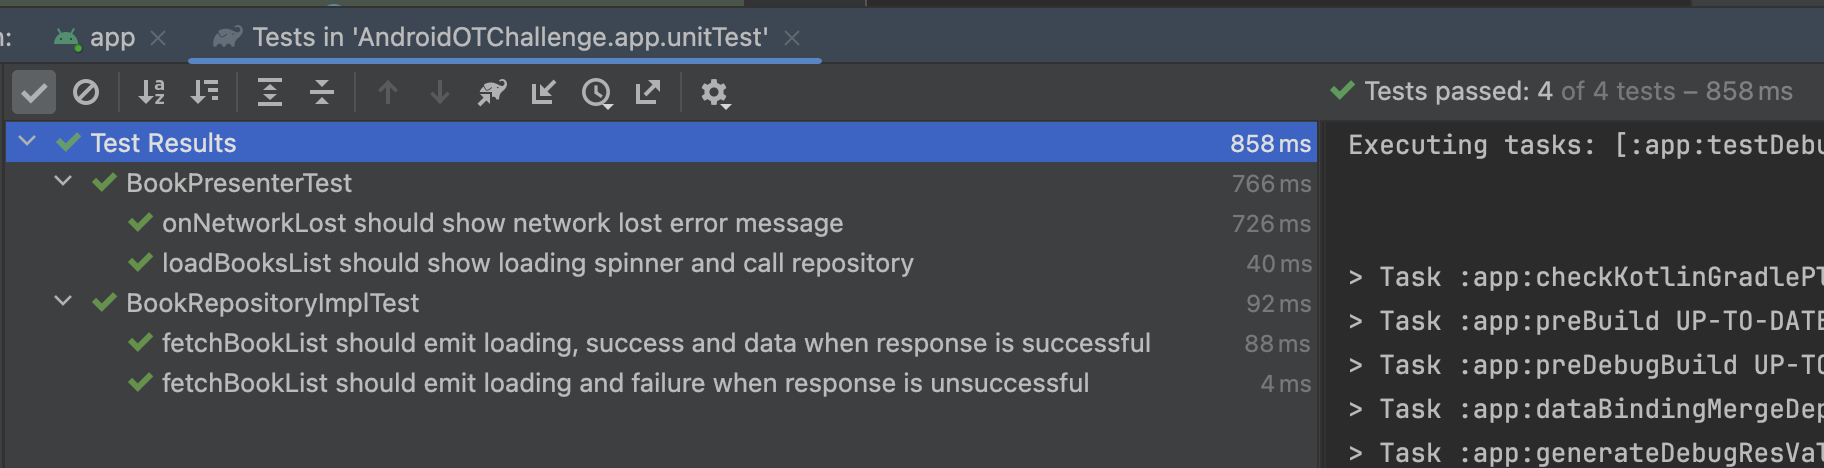 app
Tests in 'AndroidOTChallenge.app.unitTest'
Tests passed: 4 of 4 tests – 858 ms
Test Results 858 ms
BookPresenterTest 766 ms
onNetworkLost should show network lost error message 726 ms
loadBooksList should show loading spinner and call repository 40 ms
BookRepositoryImplTest 92 ms
fetchBookList should emit loading, success and data when response is successful 88 ms
fetchBookList should emit loading and failure when response is unsuccessful 4 ms
Executing tasks: [:app:testDebu
> Task :app:checkKotlinGradlePl
> Task :app:preBuild UP-TO-DATE
> Task :app:preDebugBuild UP-TO
> Task :app:dataBindingMergeDep
> Task :app:generateDebugResVal